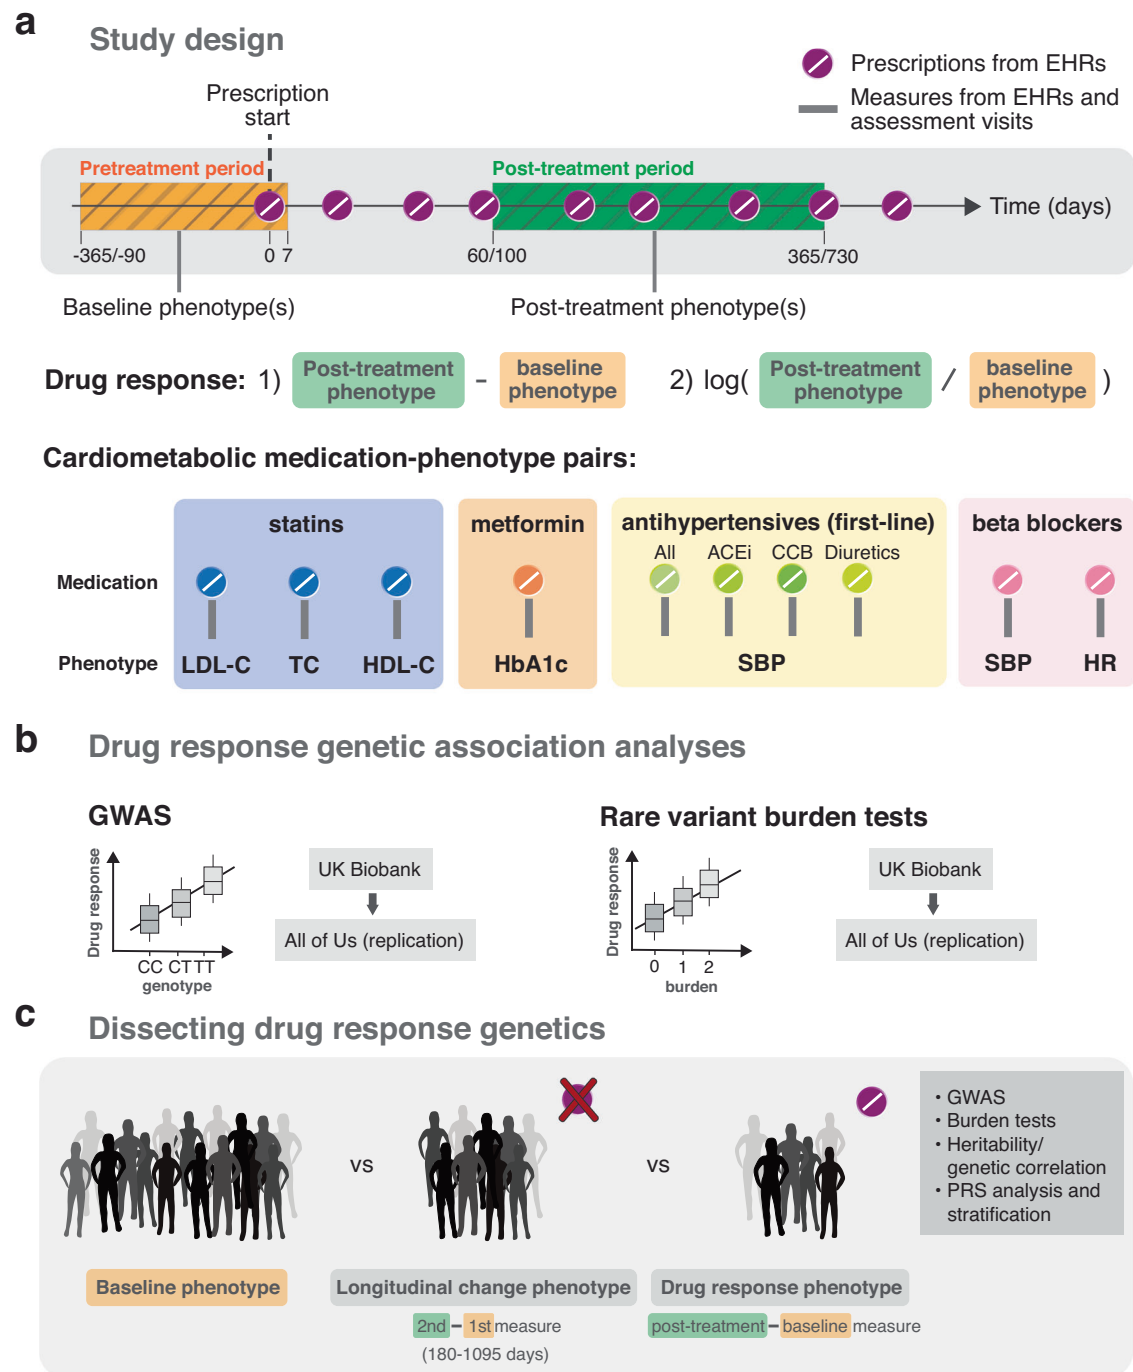 a
Study design
Prescriptions from EHRs
Measures from EHRs and
assessment visits
Prescription
start
Pretreatment period
Post-treatment period
Time (days)
-365/-90
0 7
60/100
365/730
Baseline phenotype(s)
Post-treatment phenotype(s)
Drug response: 1) Post-treatment phenotype - baseline phenotype 2) log( Post-treatment phenotype / baseline phenotype )
Cardiometabolic medication-phenotype pairs:
statins
metformin
antihypertensives (first-line)
beta blockers
All ACEi CCB Diuretics
Medication
Phenotype
LDL-C TC HDL-C
HbA1c
SBP
SBP HR
b
Drug response genetic association analyses
GWAS
Drug response
CC CT TT
genotype
UK Biobank
All of Us (replication)
Rare variant burden tests
Drug response
0 1 2
burden
UK Biobank
All of Us (replication)
c
Dissecting drug response genetics
vs
vs
• GWAS
• Burden tests
• Heritability/
genetic correlation
• PRS analysis and
stratification
Baseline phenotype
Longitudinal change phenotype
2nd - 1st measure
(180-1095 days)
Drug response phenotype
post-treatment - baseline measure